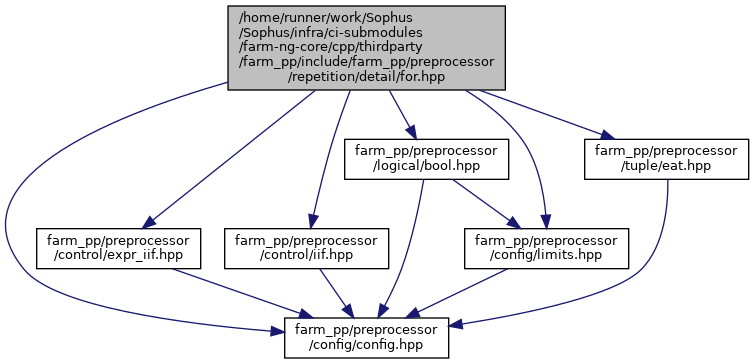 /home/runner/work/Sophus
/Sophus/infra/ci-submodules
/farm-ng-core/cpp/thirdparty
/farm_pp/include/farm_pp/preprocessor
/repetition/detail/for.hpp
farm_pp/preprocessor
/logical/bool.hpp
farm_pp/preprocessor
/tuple/eat.hpp
farm_pp/preprocessor
/control/expr_iif.hpp
farm_pp/preprocessor
/control/iif.hpp
farm_pp/preprocessor
/config/limits.hpp
farm_pp/preprocessor
/config/config.hpp